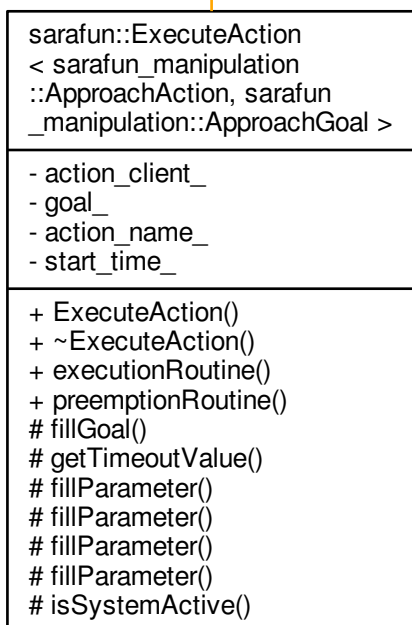 sarafun::ExecuteAction
< sarafun_manipulation
::ApproachAction, sarafun
_manipulation::ApproachGoal >
- action_client_
- goal_
- action_name_
- start_time_
+ ExecuteAction()
+ ~ExecuteAction()
+ executionRoutine()
+ preemptionRoutine()
# fillGoal()
# getTimeoutValue()
# fillParameter()
# fillParameter()
# fillParameter()
# fillParameter()
# isSystemActive()